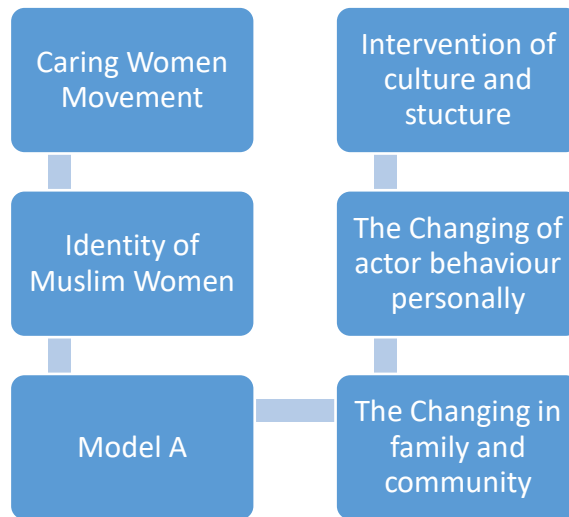 Caring Women
Movement
Identity of
Muslim Women
Model A
The Changing in
family and
community
The Changing of
actor behaviour
personally
Intervention of
culture and
stucture